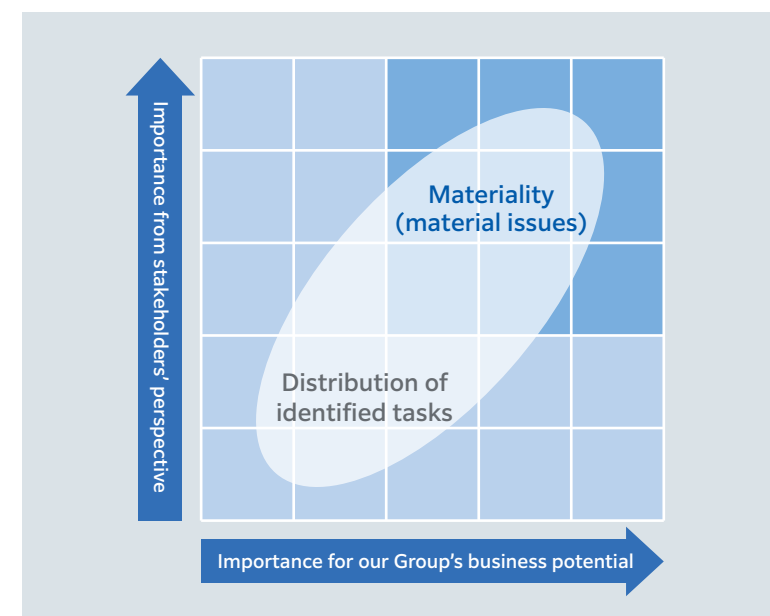 Importance from stakeholders' perspective
Materiality
(material issues)
Distribution of
identified tasks
Importance for our Group's business potential